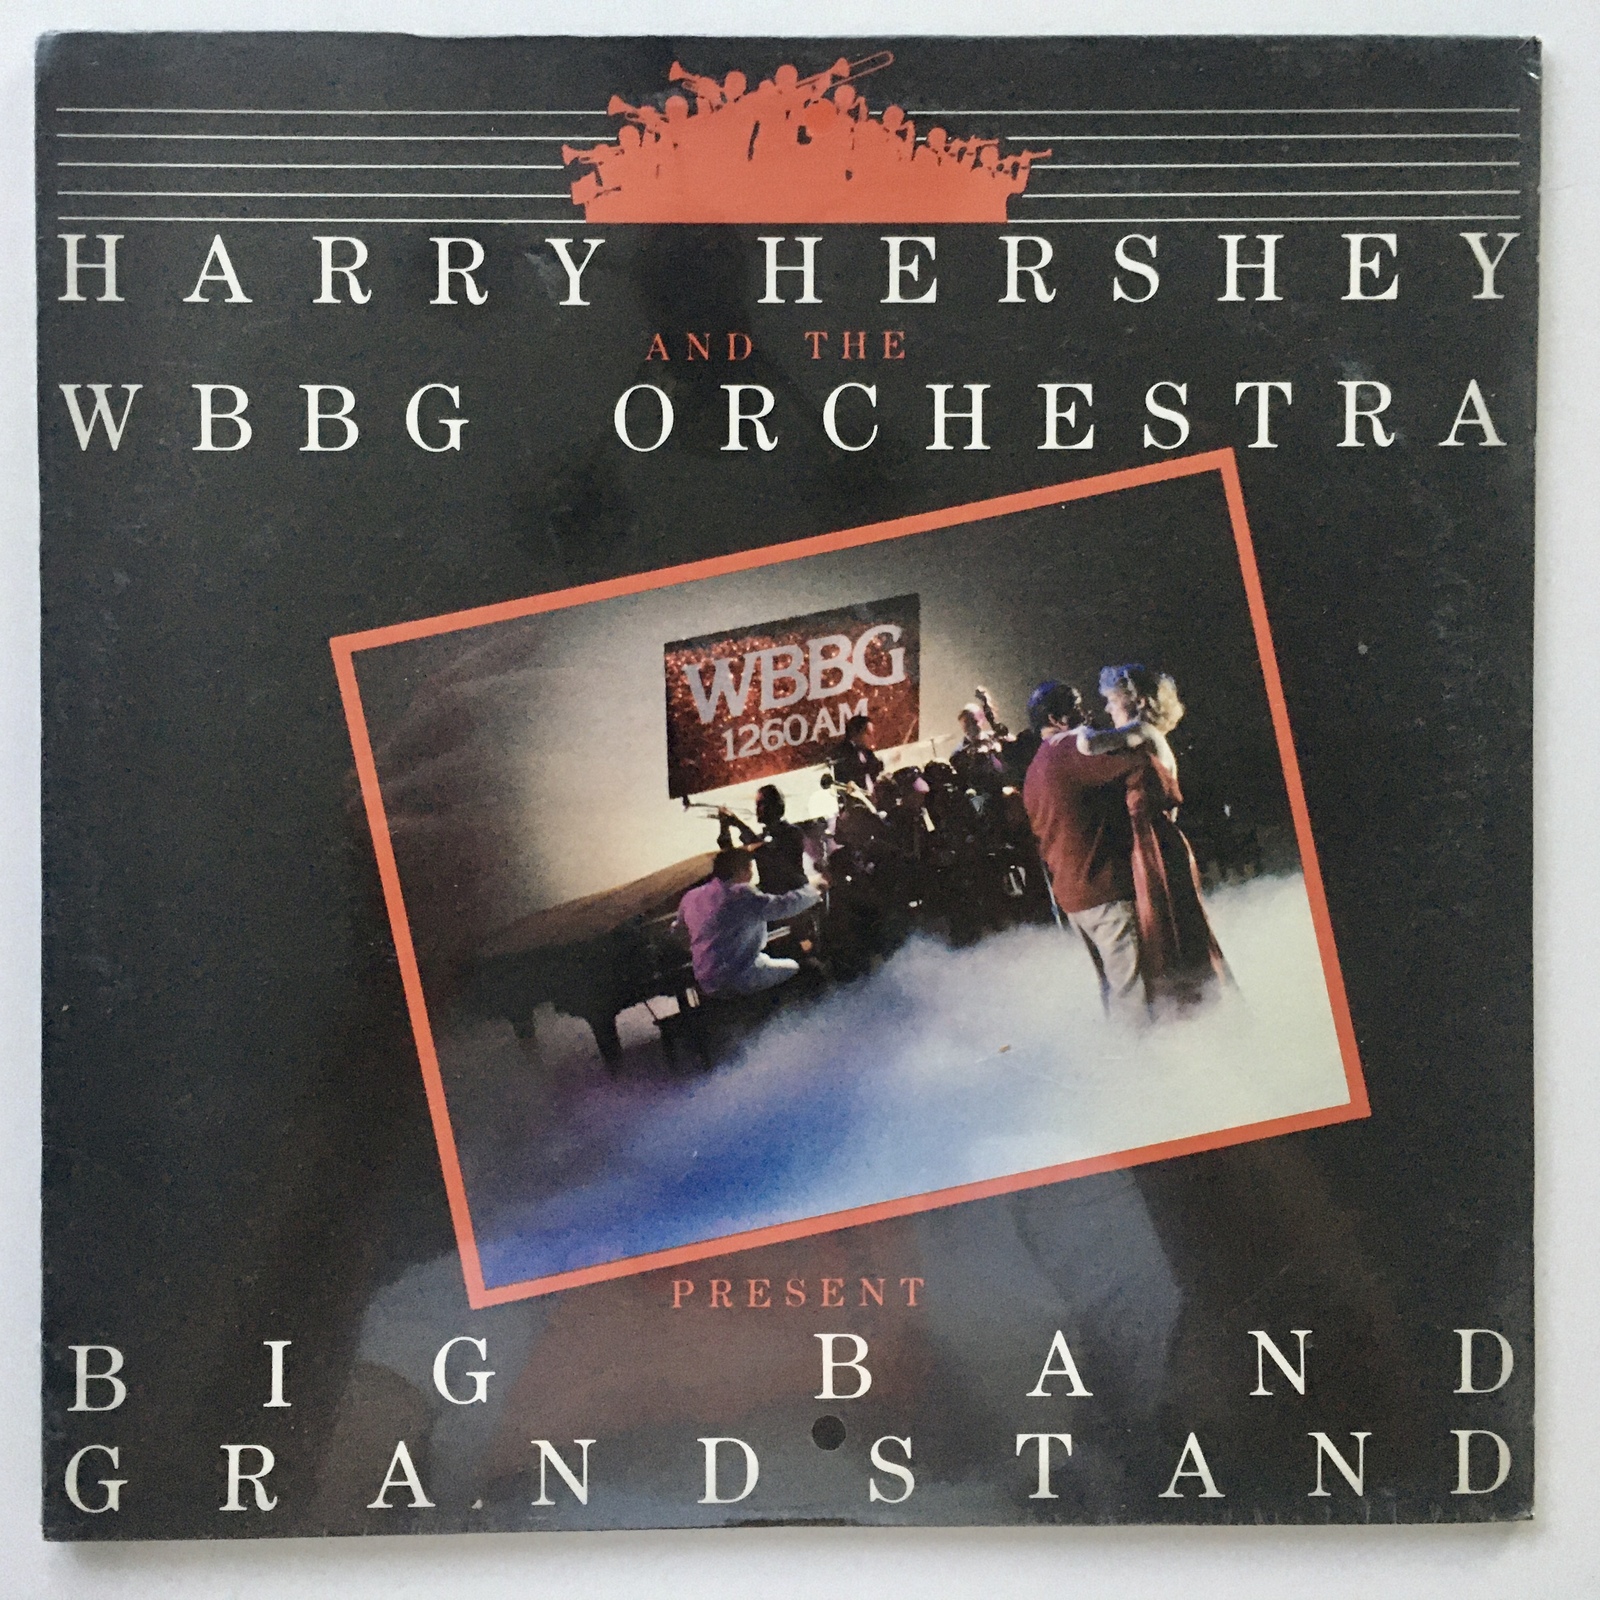 HARRY HERSHEY
AND THE
WBBG ORCHESTRA
WBBG
1260 AM
PRESENT
BIG BAND
GRANDSTAND